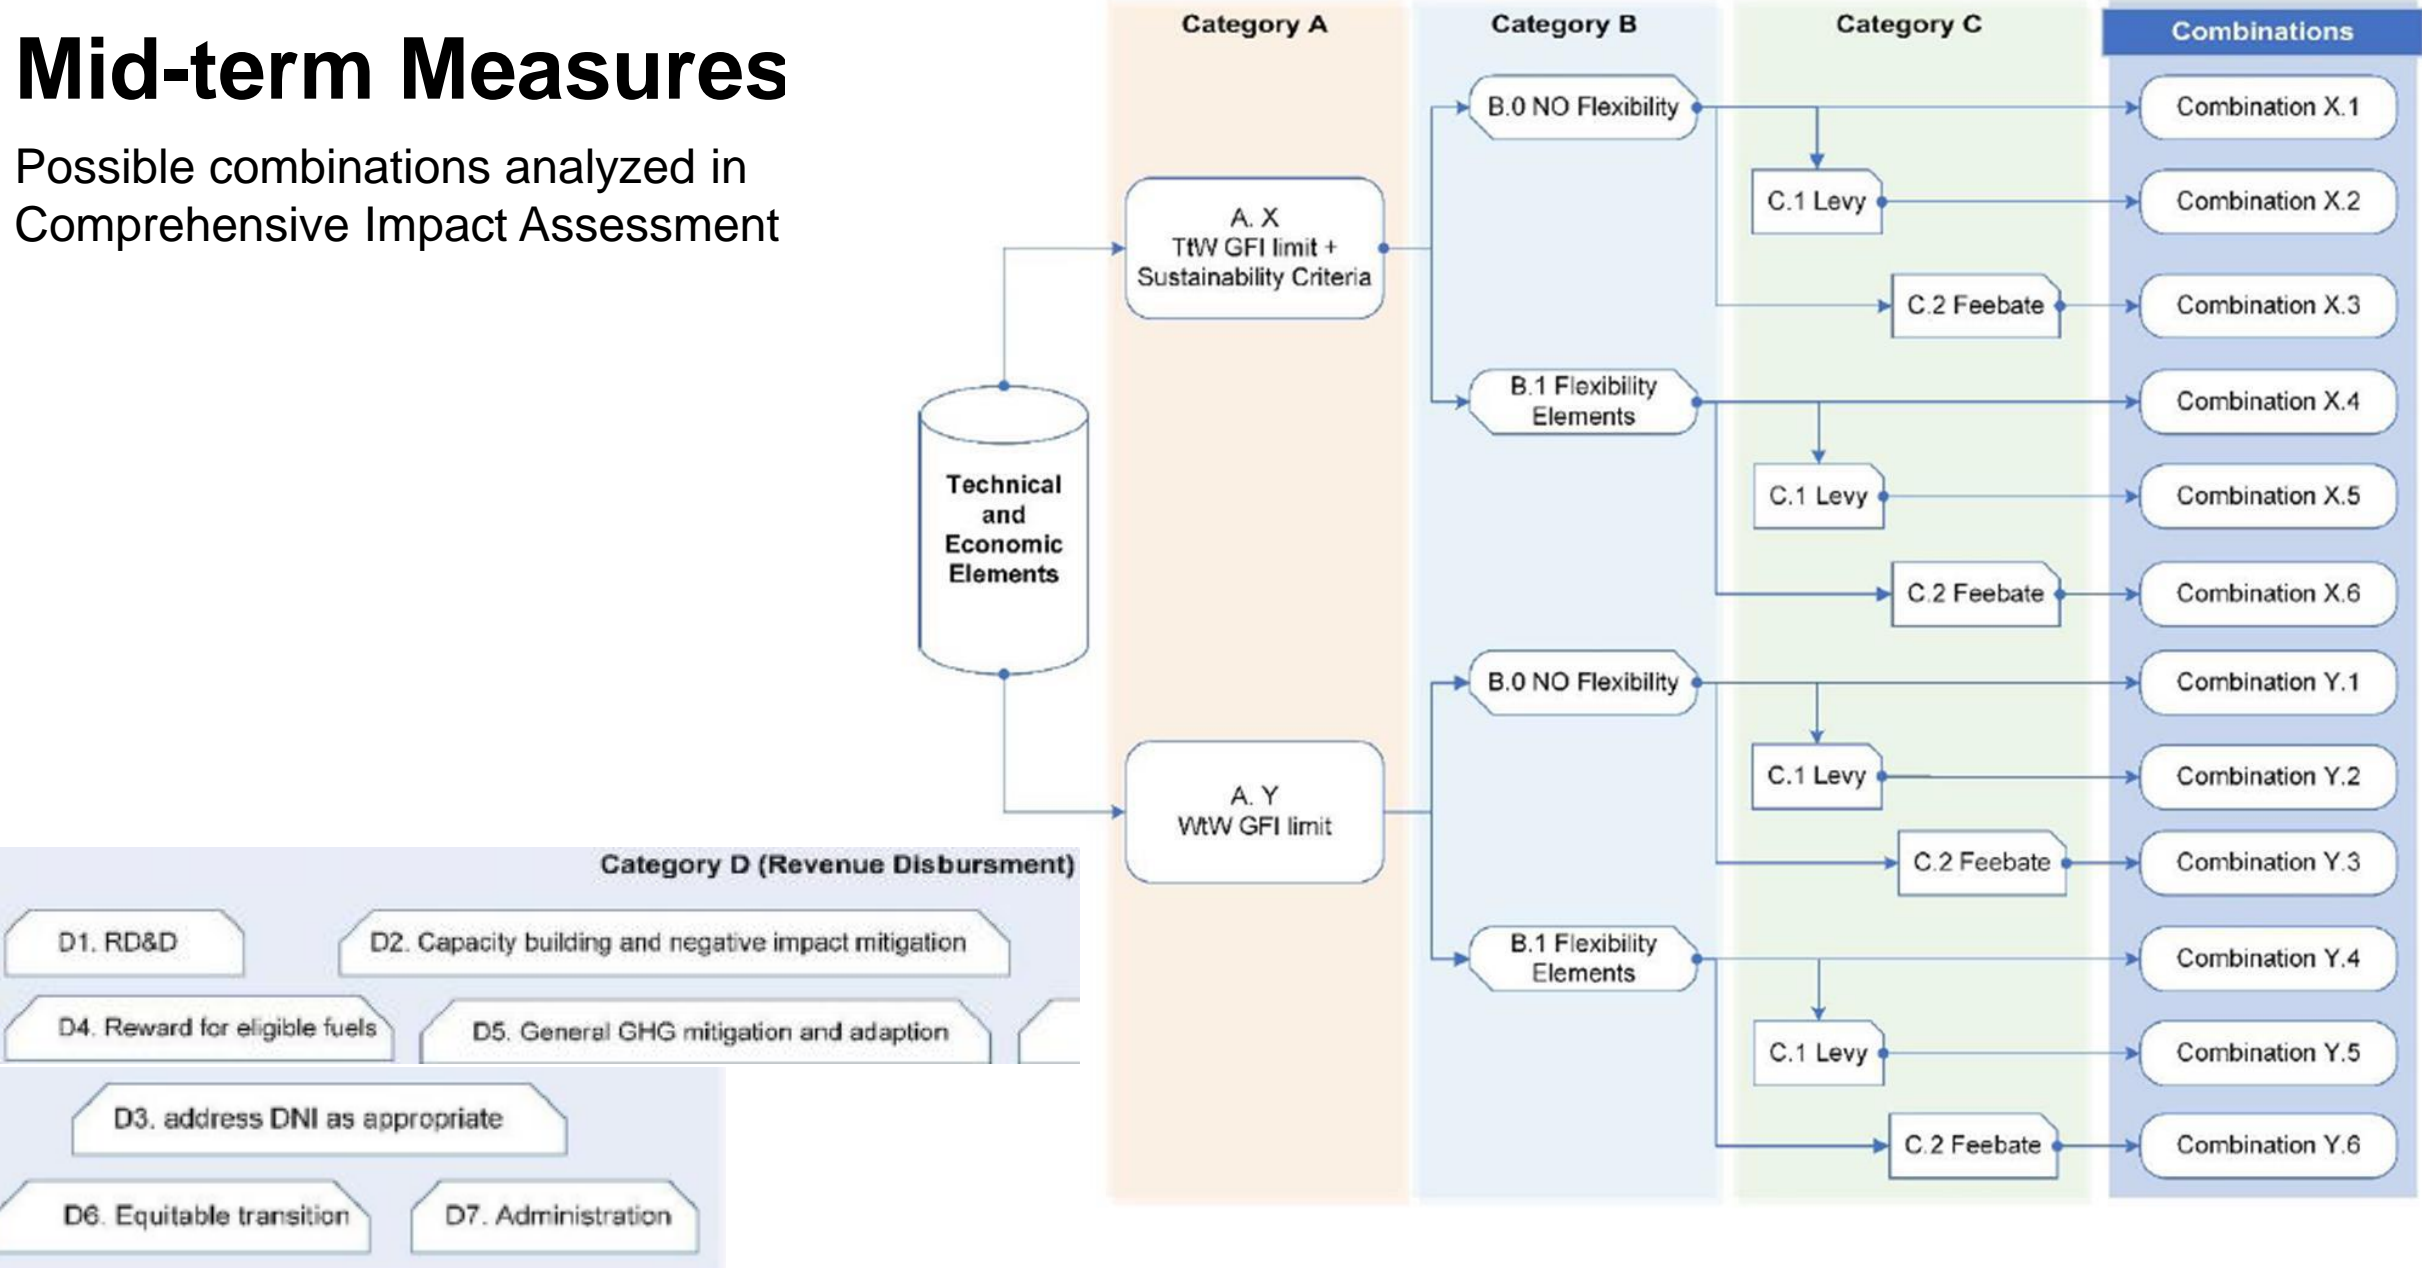 Mid-term Measures
Possible combinations analyzed in
Comprehensive Impact Assessment
Category A
Category B
Category C
Combinations
Technical
and
Economic
Elements
A. X
TtW GFI limit +
Sustainability Criteria
A. Y
WtW GFI limit
B.0 NO Flexibility
C.1 Levy
C.2 Feebate
B.1 Flexibility
Elements
C.1 Levy
C.2 Feebate
B.0 NO Flexibility
C.1 Levy
C.2 Feebate
B.1 Flexibility
Elements
C.1 Levy
C.2 Feebate
Combination X.1
Combination X.2
Combination X.3
Combination X.4
Combination X.5
Combination X.6
Combination Y.1
Combination Y.2
Combination Y.3
Combination Y.4
Combination Y.5
Combination Y.6
Category D (Revenue Disbursment)
D1. RD&D
D2. Capacity building and negative impact mitigation
D4. Reward for eligible fuels
D5. General GHG mitigation and adaption
D3. address DNI as appropriate
D6. Equitable transition
D7. Administration